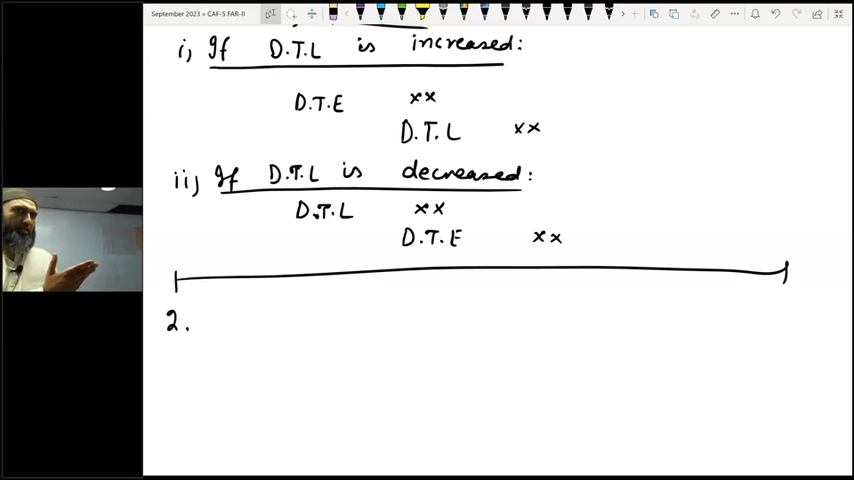 September 2023 » CAF-5 FAR-II
i) If D.T.L is increased:
D.T.E xx
D.T.L xx
ii) If D.T.L is decreased:
D.T.L xx
D.T.E xx
2.